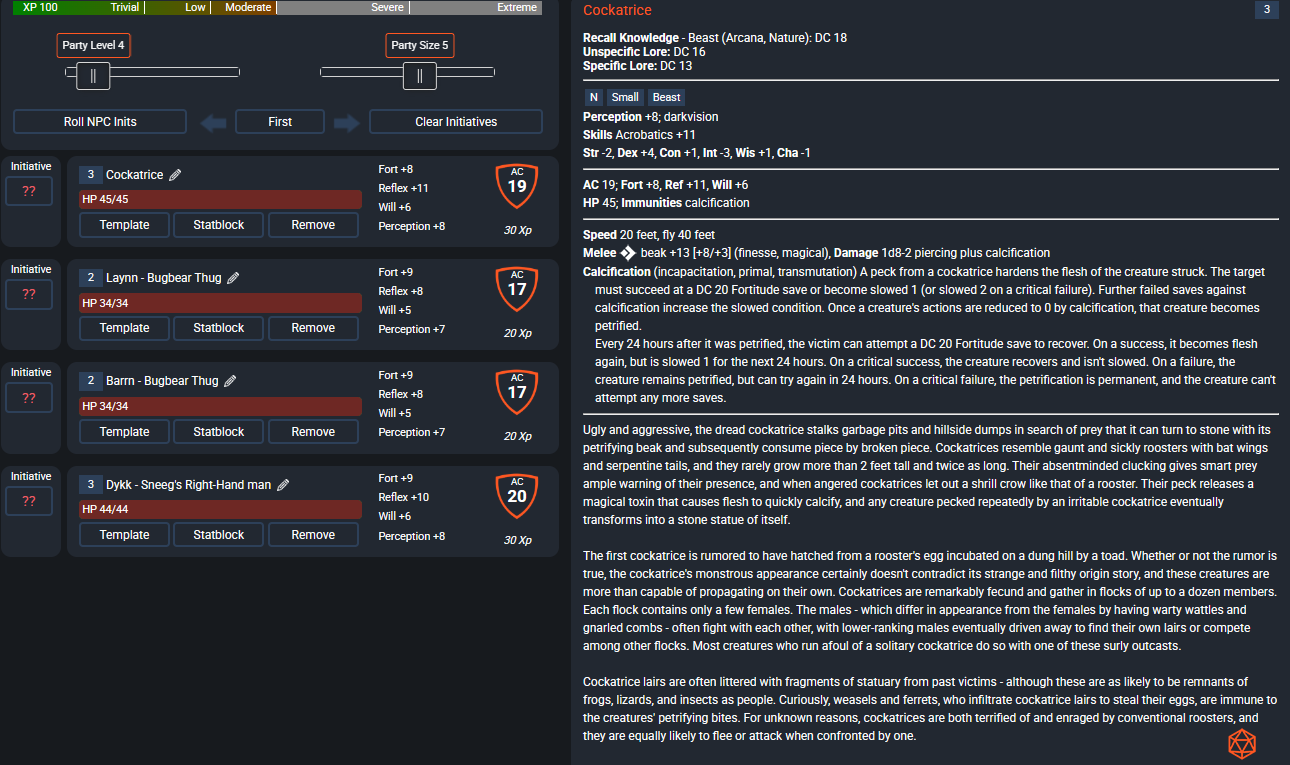 XP 100 Trivial Low Moderate Severe Extreme
Party Level 4 Party Size 5
Roll NPC Inits First Clear Initiatives
Initiative
??
3 Cockatrice
HP 45/45
Template Statblock Remove
Fort +8
Reflex +11
Will +6
Perception +8
AC
19
30 Xp
Initiative
??
2 Laynn - Bugbear Thug
HP 34/34
Template Statblock Remove
Fort +9
Reflex +8
Will +5
Perception +7
AC
17
20 Xp
Initiative
??
2 Barrn - Bugbear Thug
HP 34/34
Template Statblock Remove
Fort +9
Reflex +8
Will +5
Perception +7
AC
17
20 Xp
Initiative
??
3 Dykk - Sneeg's Right-Hand man
HP 44/44
Template Statblock Remove
Fort +9
Reflex +10
Will +6
Perception +8
AC
20
30 Xp
Cockatrice 3
Recall Knowledge - Beast (Arcana, Nature): DC 18
Unspecific Lore: DC 16
Specific Lore: DC 13
N Small Beast
Perception +8; darkvision
Skills Acrobatics +11
Str -2, Dex +4, Con +1, Int -3, Wis +1, Cha -1
AC 19; Fort +8, Ref +11, Will +6
HP 45; Immunities calcification
Speed 20 feet, fly 40 feet
Melee beak +13 [+8/+3] (finesse, magical), Damage 1d8-2 piercing plus calcification
Calcification (incapacitation, primal, transmutation) A peck from a cockatrice hardens the flesh of the creature struck. The target
must succeed at a DC 20 Fortitude save or become slowed 1 (or slowed 2 on a critical failure). Further failed saves against
calcification increase the slowed condition. Once a creature's actions are reduced to 0 by calcification, that creature becomes
petrified.
Every 24 hours after it was petrified, the victim can attempt a DC 20 Fortitude save to recover. On a success, it becomes flesh
again, but is slowed 1 for the next 24 hours. On a critical success, the creature recovers and isn't slowed. On a failure, the
creature remains petrified, but can try again in 24 hours. On a critical failure, the petrification is permanent, and the creature can't
attempt any more saves.
Ugly and aggressive, the dread cockatrice stalks garbage pits and hillside dumps in search of prey that it can turn to stone with its
petrifying beak and subsequently consume piece by broken piece. Cockatrices resemble gaunt and sickly roosters with bat wings
and serpentine tails, and they rarely grow more than 2 feet tall and twice as long. Their absentminded clucking gives smart prey
ample warning of their presence, and when angered cockatrices let out a shrill crow like that of a rooster. Their peck releases a
magical toxin that causes flesh to quickly calcify, and any creature pecked repeatedly by an irritable cockatrice eventually
transforms into a stone statue of itself.
The first cockatrice is rumored to have hatched from a rooster's egg incubated on a dung hill by a toad. Whether or not the rumor is
true, the cockatrice's monstrous appearance certainly doesn't contradict its strange and filthy origin story, and these creatures are
more than capable of propagating on their own. Cockatrices are remarkably fecund and gather in flocks of up to a dozen members.
Each flock contains only a few females. The males - which differ in appearance from the females by having warty wattles and
gnarled combs - often fight with each other, with lower-ranking males eventually driven away to find their own lairs or compete
among other flocks. Most creatures who run afoul of a solitary cockatrice do so with one of these surly outcasts.
Cockatrice lairs are often littered with fragments of statuary from past victims - although these are as likely to be remnants of
frogs, lizards, and insects as people. Curiously, weasels and ferrets, who infiltrate cockatrice lairs to steal their eggs, are immune to
the creatures' petrifying bites. For unknown reasons, cockatrices are both terrified of and enraged by conventional roosters, and
they are equally likely to flee or attack when confronted by one.